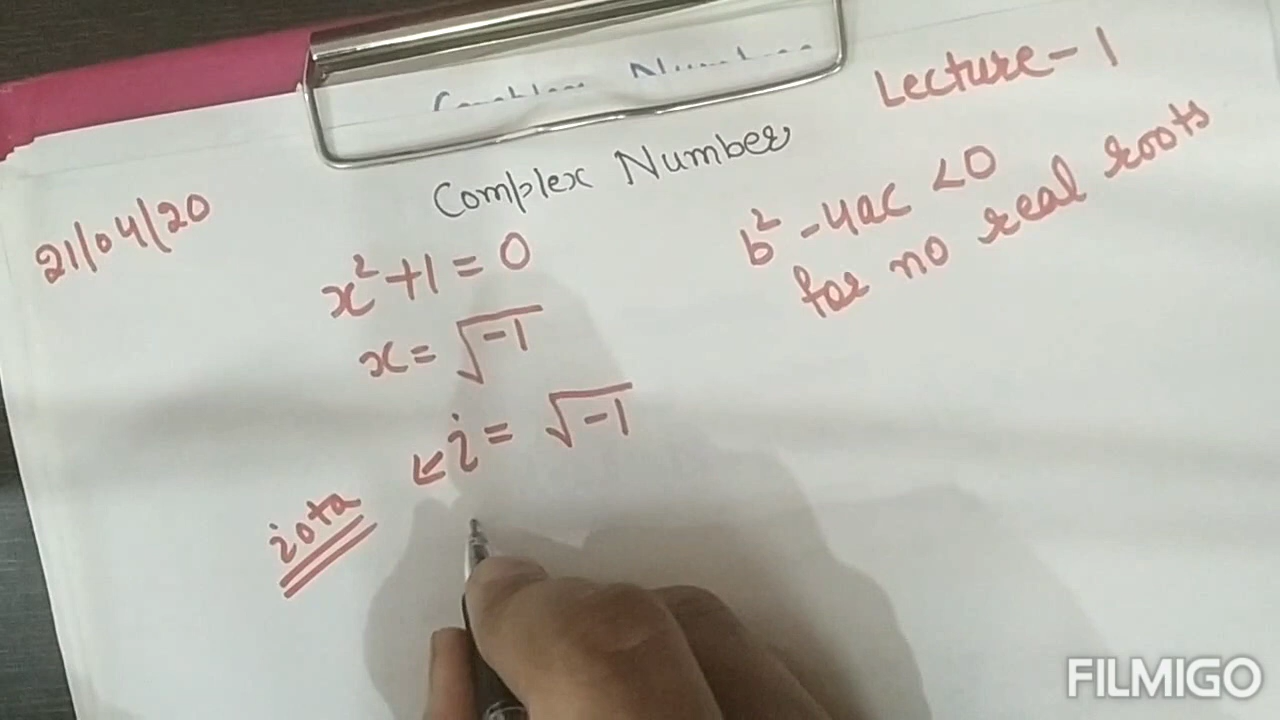 Lecture-1
Complex Number
21/04/20
x²+1=0
x=√-1
i=√-1
iota
b²-4ac <0
for no real roots
FILMIGO